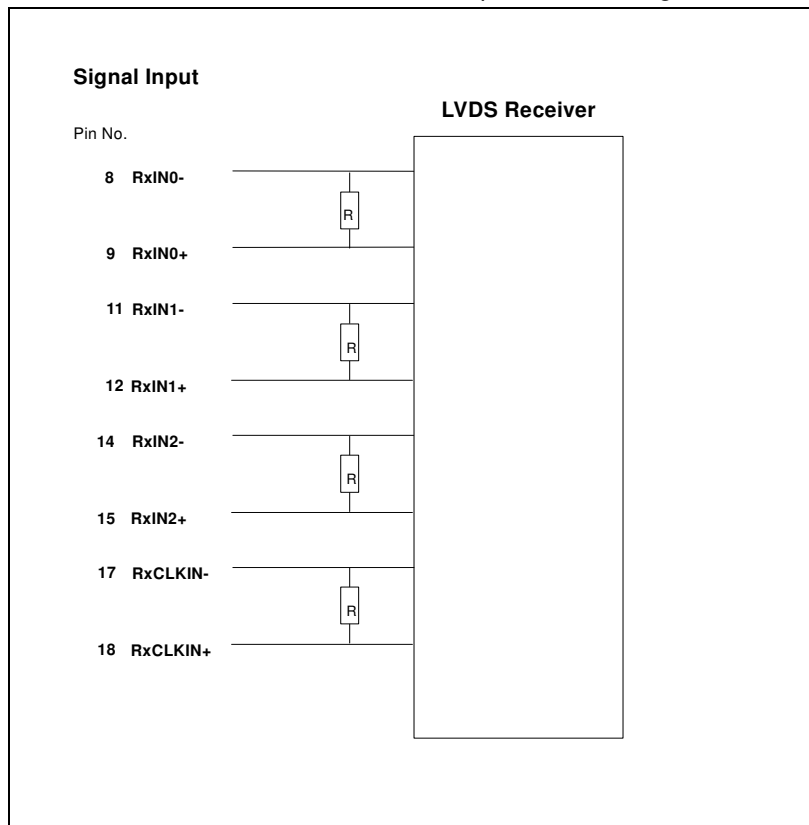 Signal Input
LVDS Receiver
Pin No.
8 RxIN0-
R
9 RxIN0+
11 RxIN1-
R
12 RxIN1+
14 RxIN2-
R
15 RxIN2+
17 RxCLKIN-
R
18 RxCLKIN+